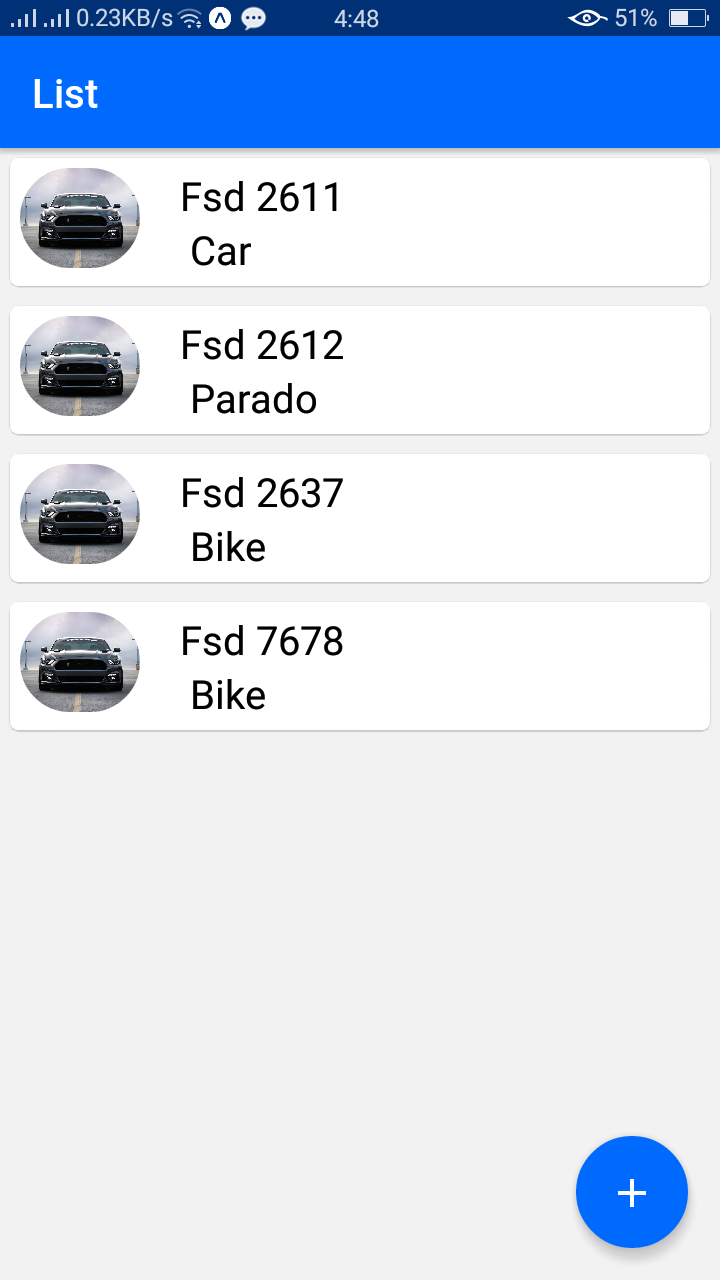 0.23KB/s 4:48 51%
List
Fsd 2611
Car
Fsd 2612
Parado
Fsd 2637
Bike
Fsd 7678
Bike
+